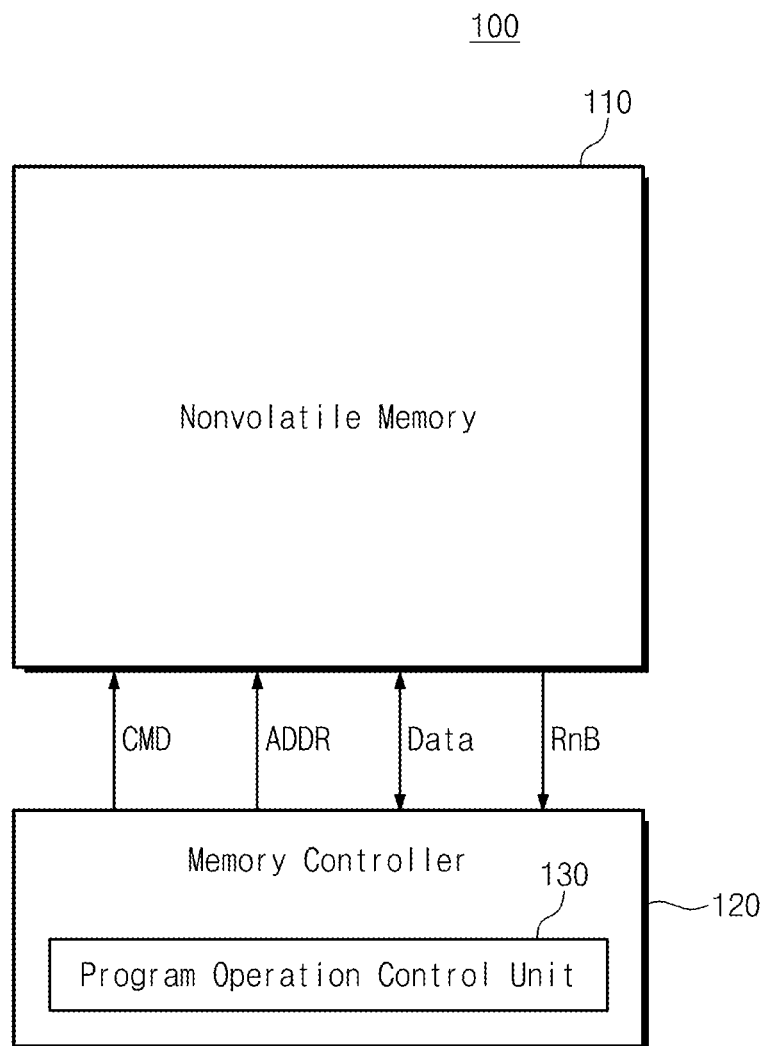 100
110
Nonvolatile Memory
CMD
ADDR
Data
RnB
Memory Controller
130
120
Program Operation Control Unit